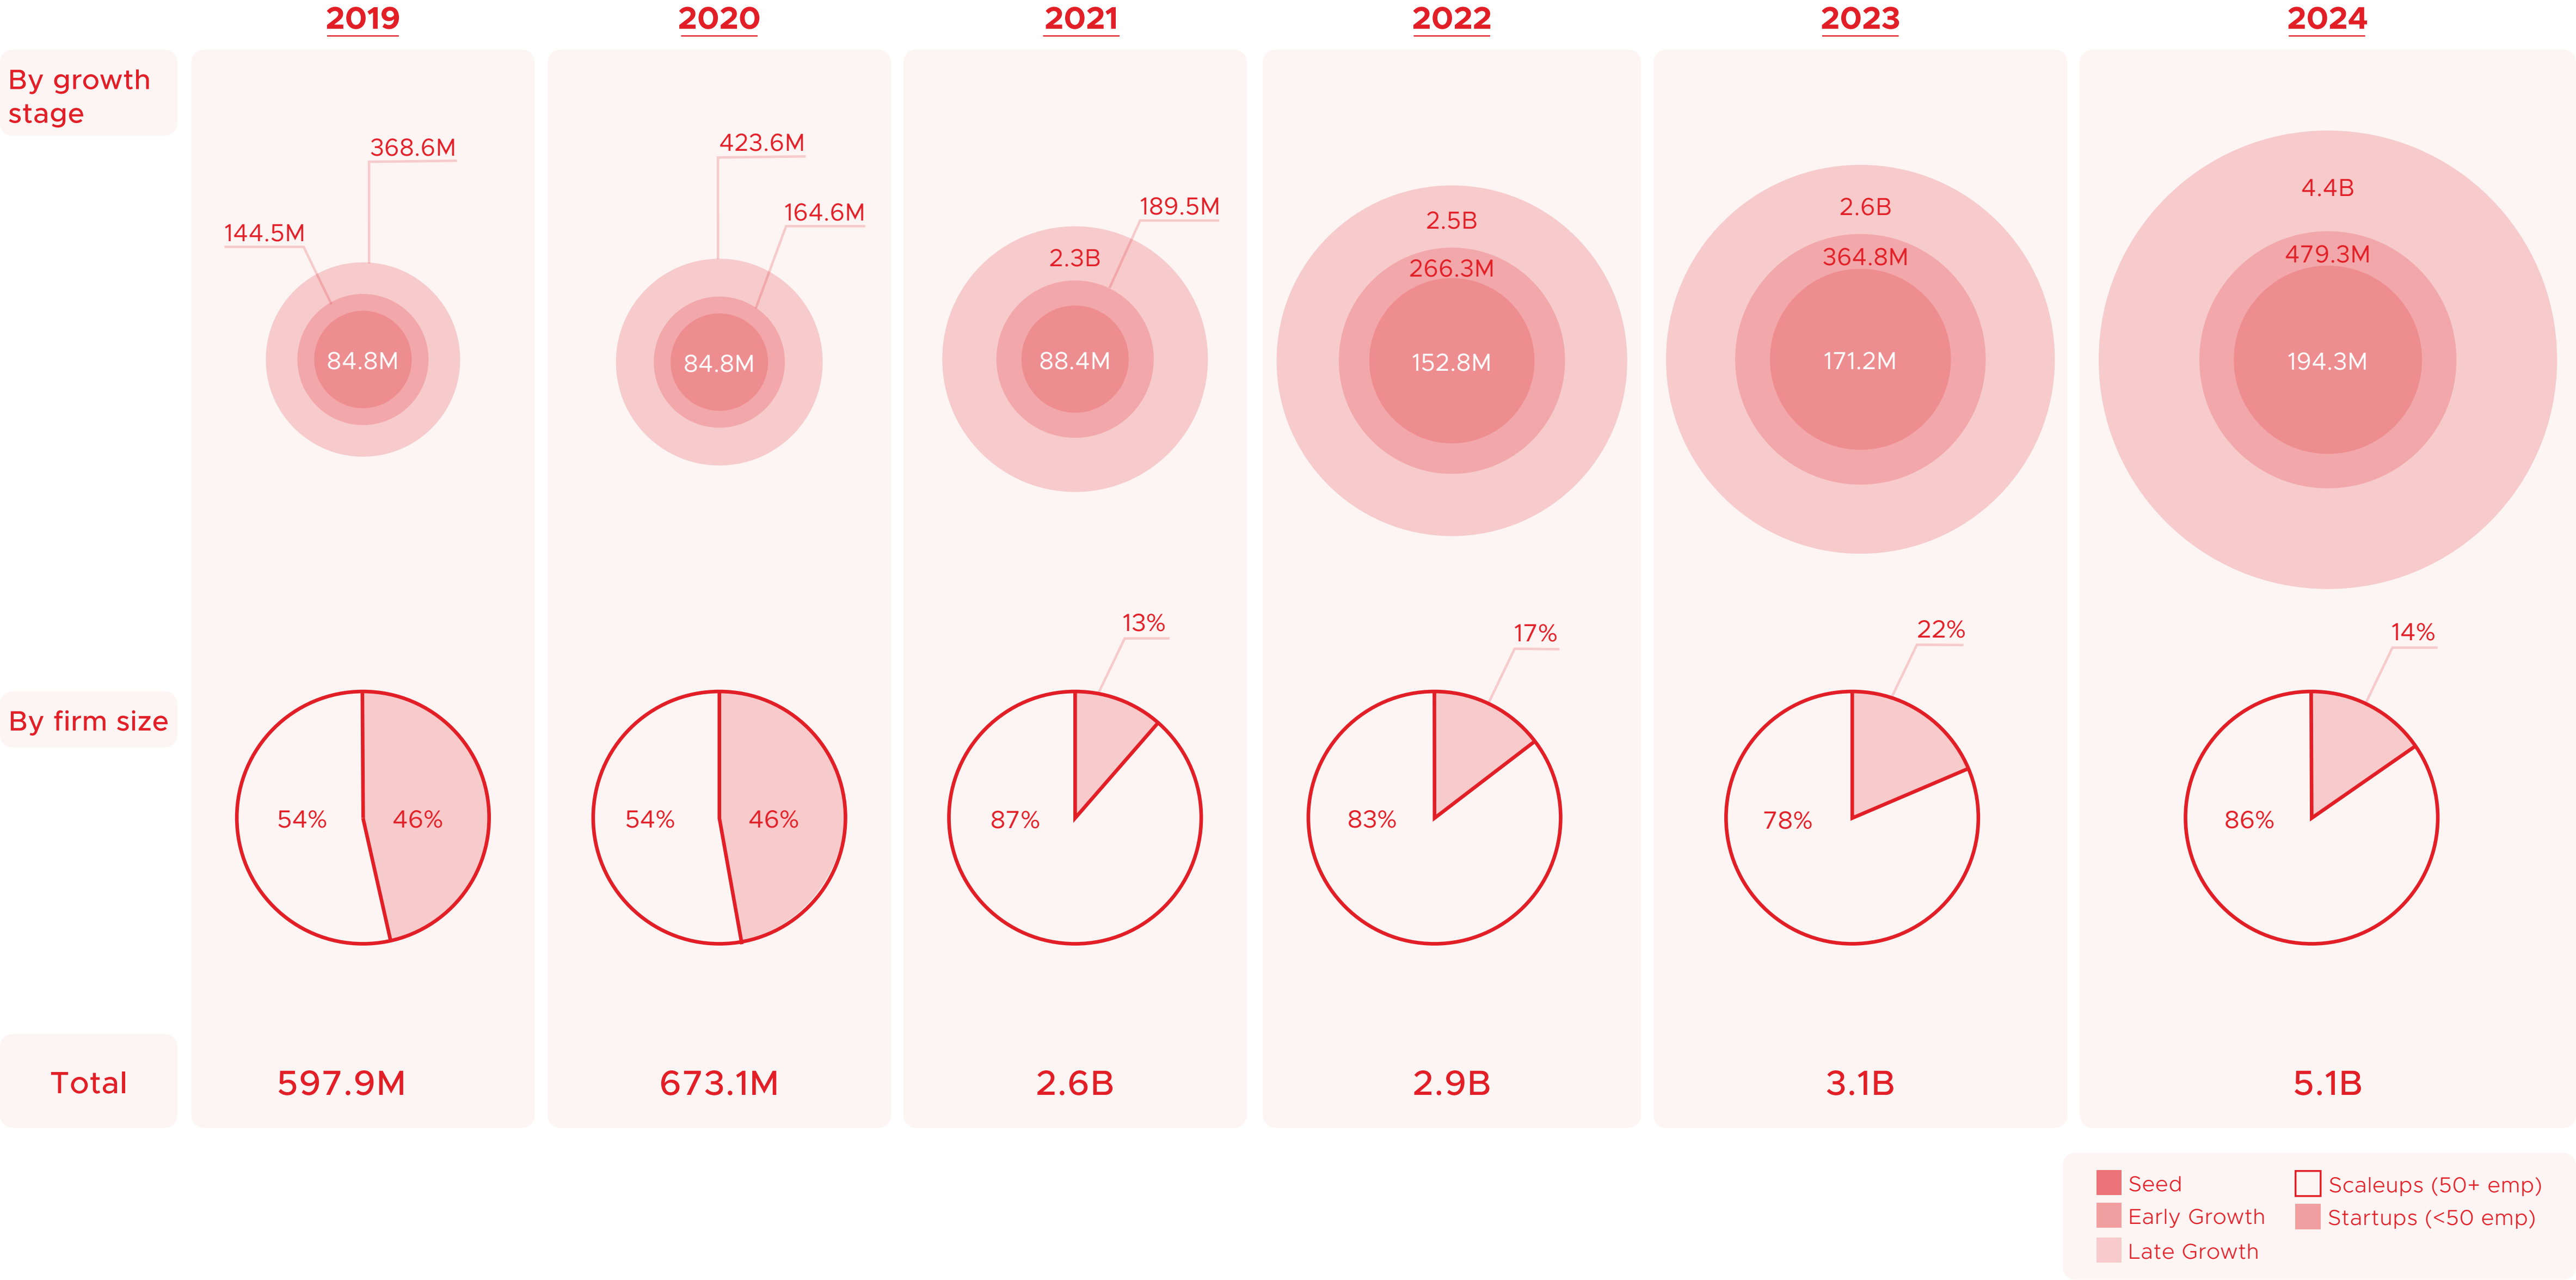 2019
2020
2021
2022
2023
2024
By growth
stage
368.6M
144.5M
84.8M
423.6M
164.6M
84.8M
189.5M
2.3B
88.4M
2.5B
266.3M
152.8M
2.6B
364.8M
171.2M
4.4B
479.3M
194.3M
By firm size
54%
46%
54%
46%
13%
87%
17%
83%
22%
78%
14%
86%
Total
597.9M
673.1M
2.6B
2.9B
3.1B
5.1B
Seed
Early Growth
Late Growth
Scaleups (50+ emp)
Startups (<50 emp)